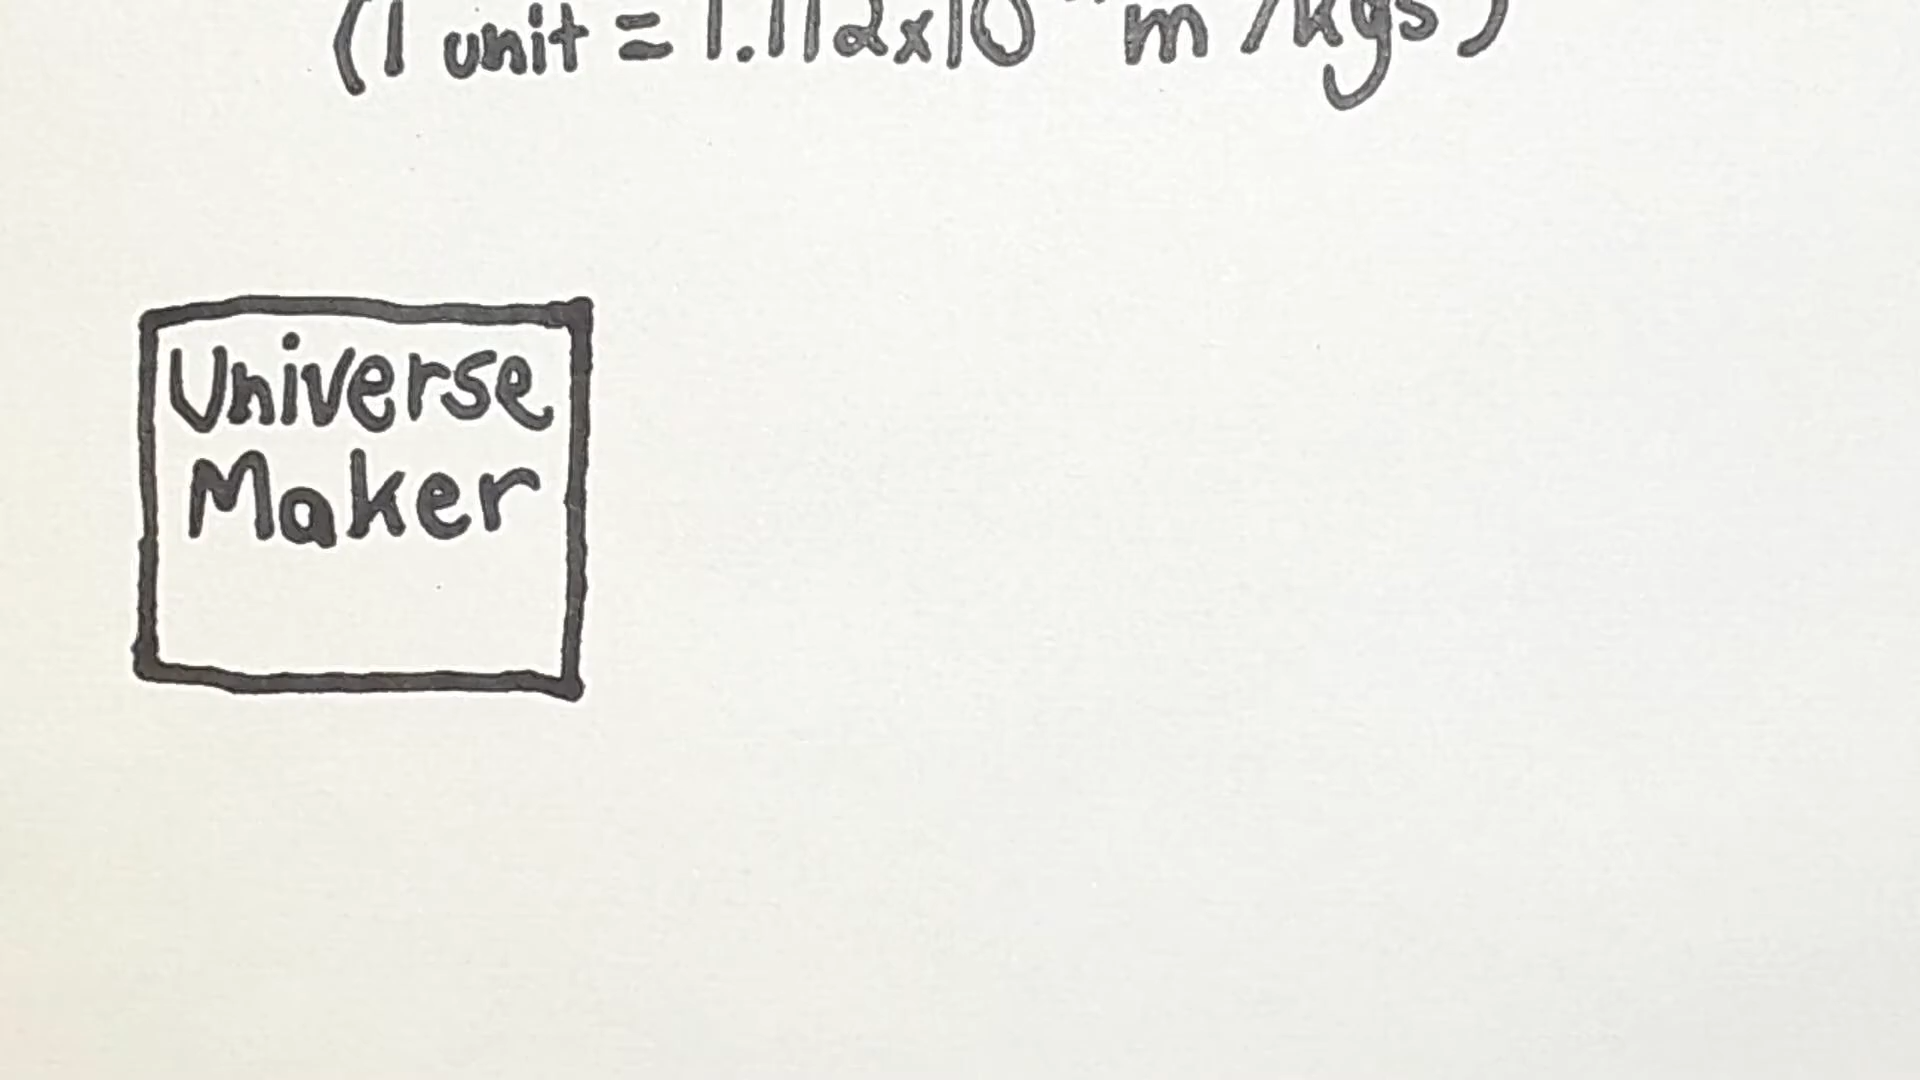 (1 unit = 1.112x10 m /kgs)
Universe
Maker